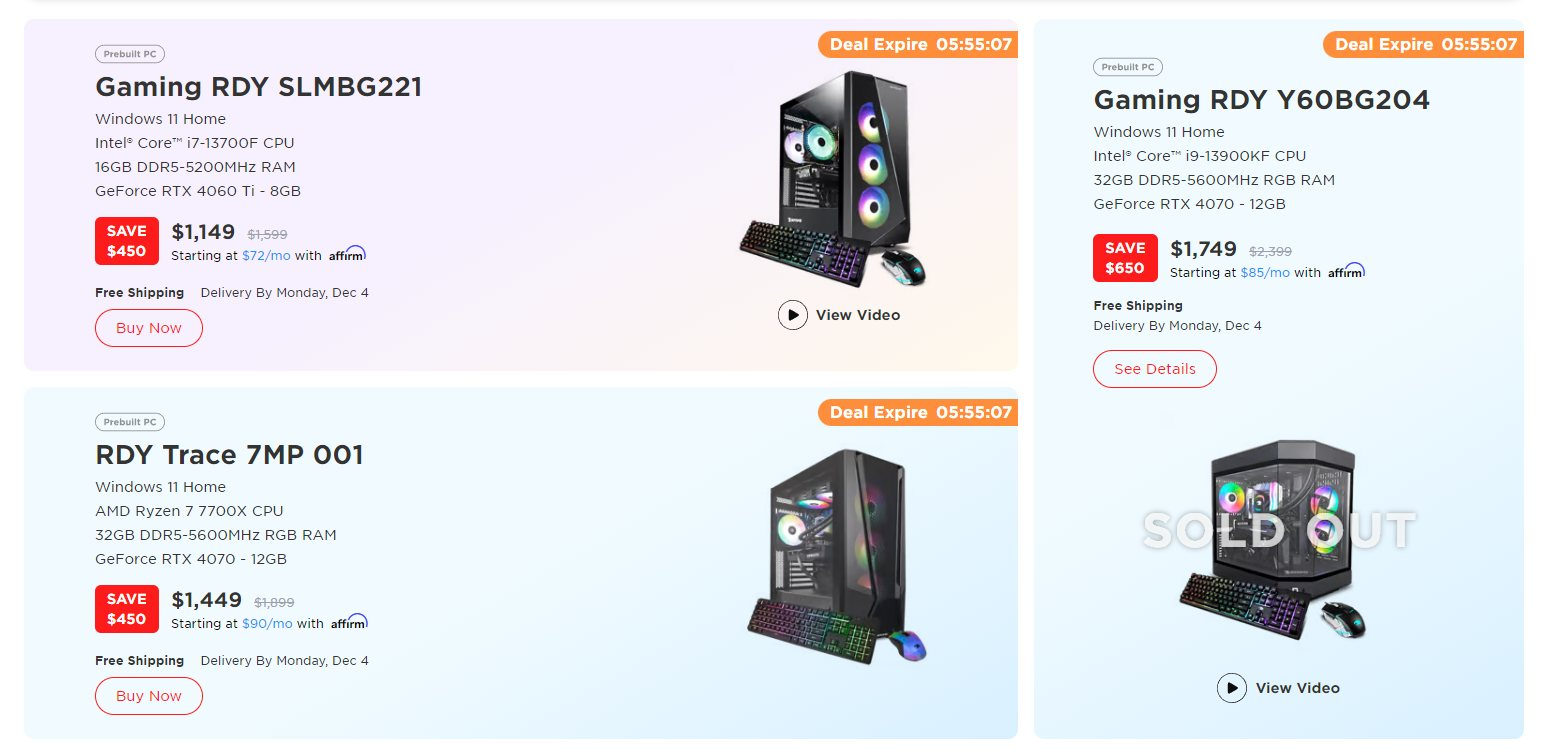 Deal Expire 05:55:07
Prebuilt PC
Gaming RDY SLMBG221
Windows 11 Home
Intel® Core™ i7-13700F CPU
16GB DDR5-5200MHz RAM
GeForce RTX 4060 Ti - 8GB
SAVE
$450
$1,149 $1,599
Starting at $72/mo with affirm
Free Shipping Delivery By Monday, Dec 4
Buy Now
View Video
Deal Expire 05:55:07
Prebuilt PC
RDY Trace 7MP 001
Windows 11 Home
AMD Ryzen 7 7700X CPU
32GB DDR5-5600MHz RGB RAM
GeForce RTX 4070 - 12GB
SAVE
$450
$1,449 $1,899
Starting at $90/mo with affirm
Free Shipping Delivery By Monday, Dec 4
Buy Now
Deal Expire 05:55:07
Prebuilt PC
Gaming RDY Y60BG204
Windows 11 Home
Intel® Core™ i9-13900KF CPU
32GB DDR5-5600MHz RGB RAM
GeForce RTX 4070 - 12GB
SAVE
$650
$1,749 $2,399
Starting at $85/mo with affirm
Free Shipping
Delivery By Monday, Dec 4
See Details
SOLD OUT
View Video